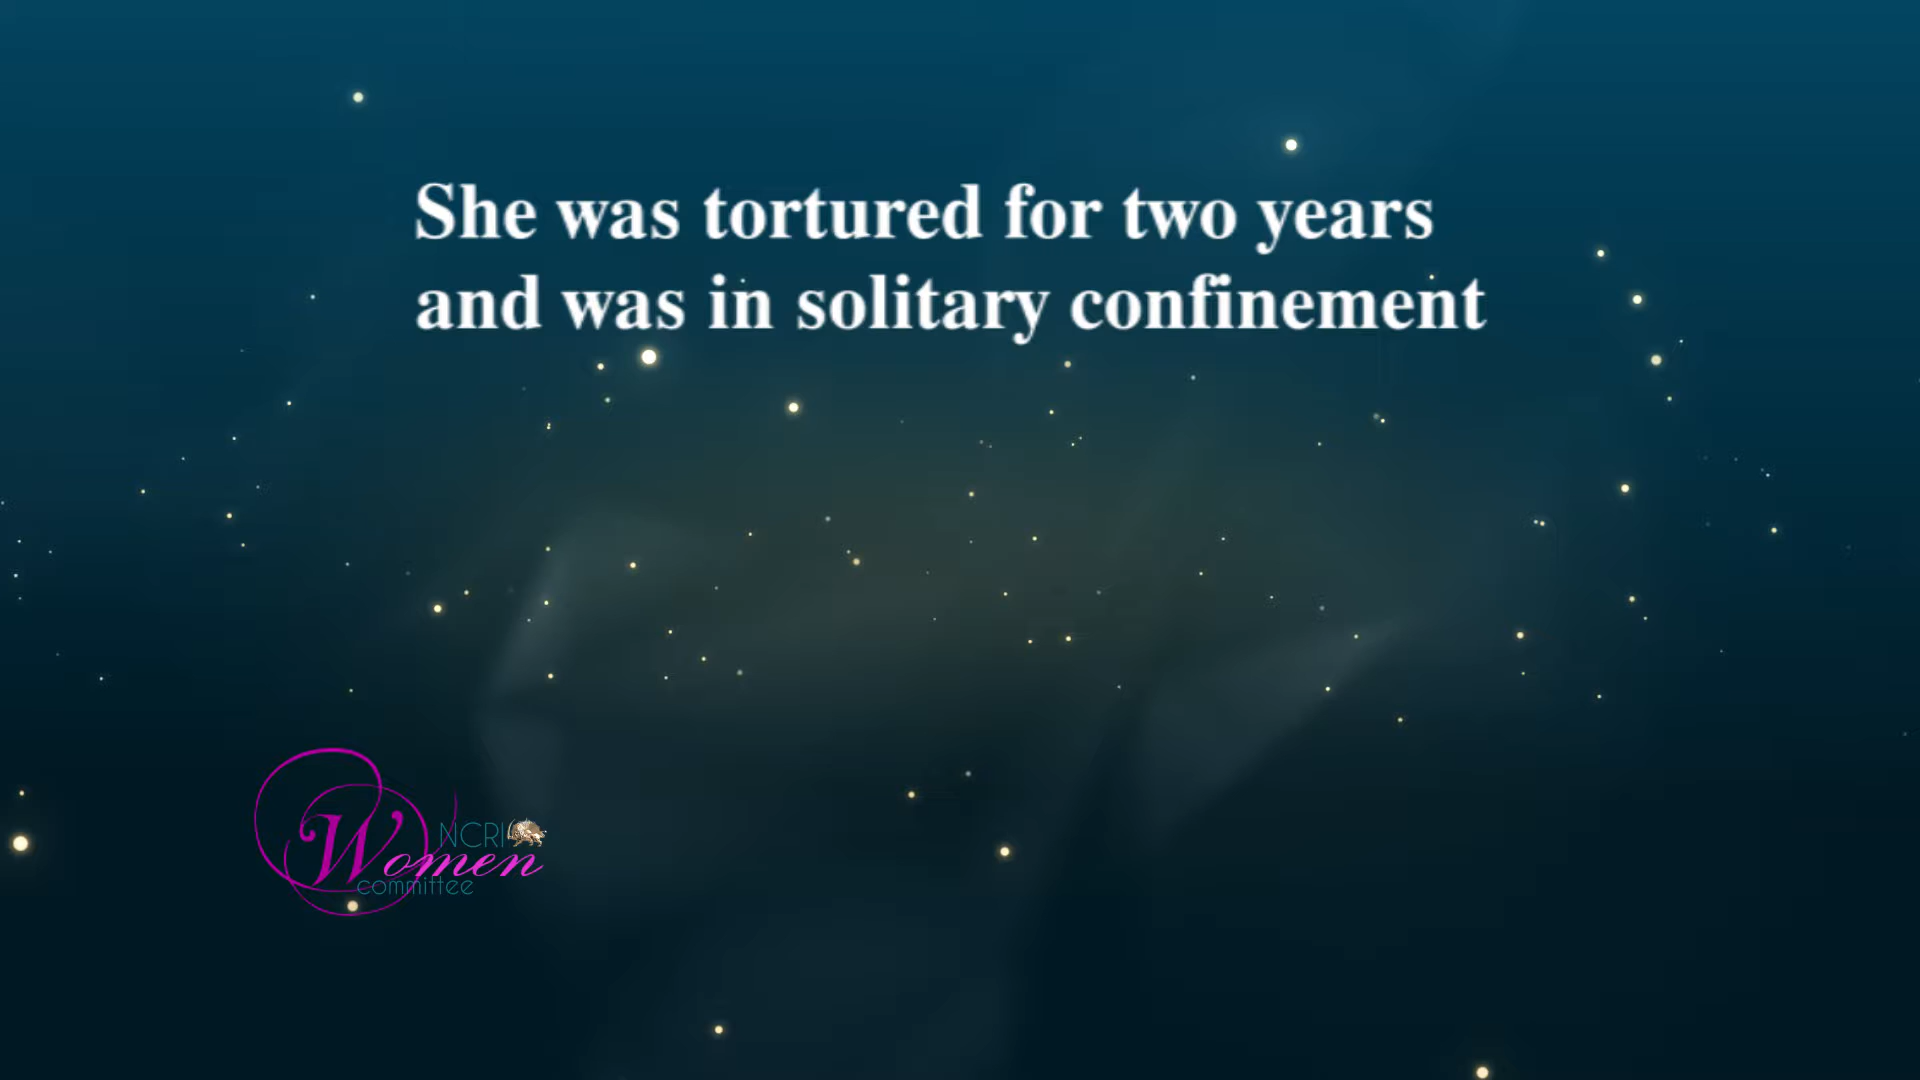 She was tortured for two years
and was in solitary confinement
NCRI
Women
committee